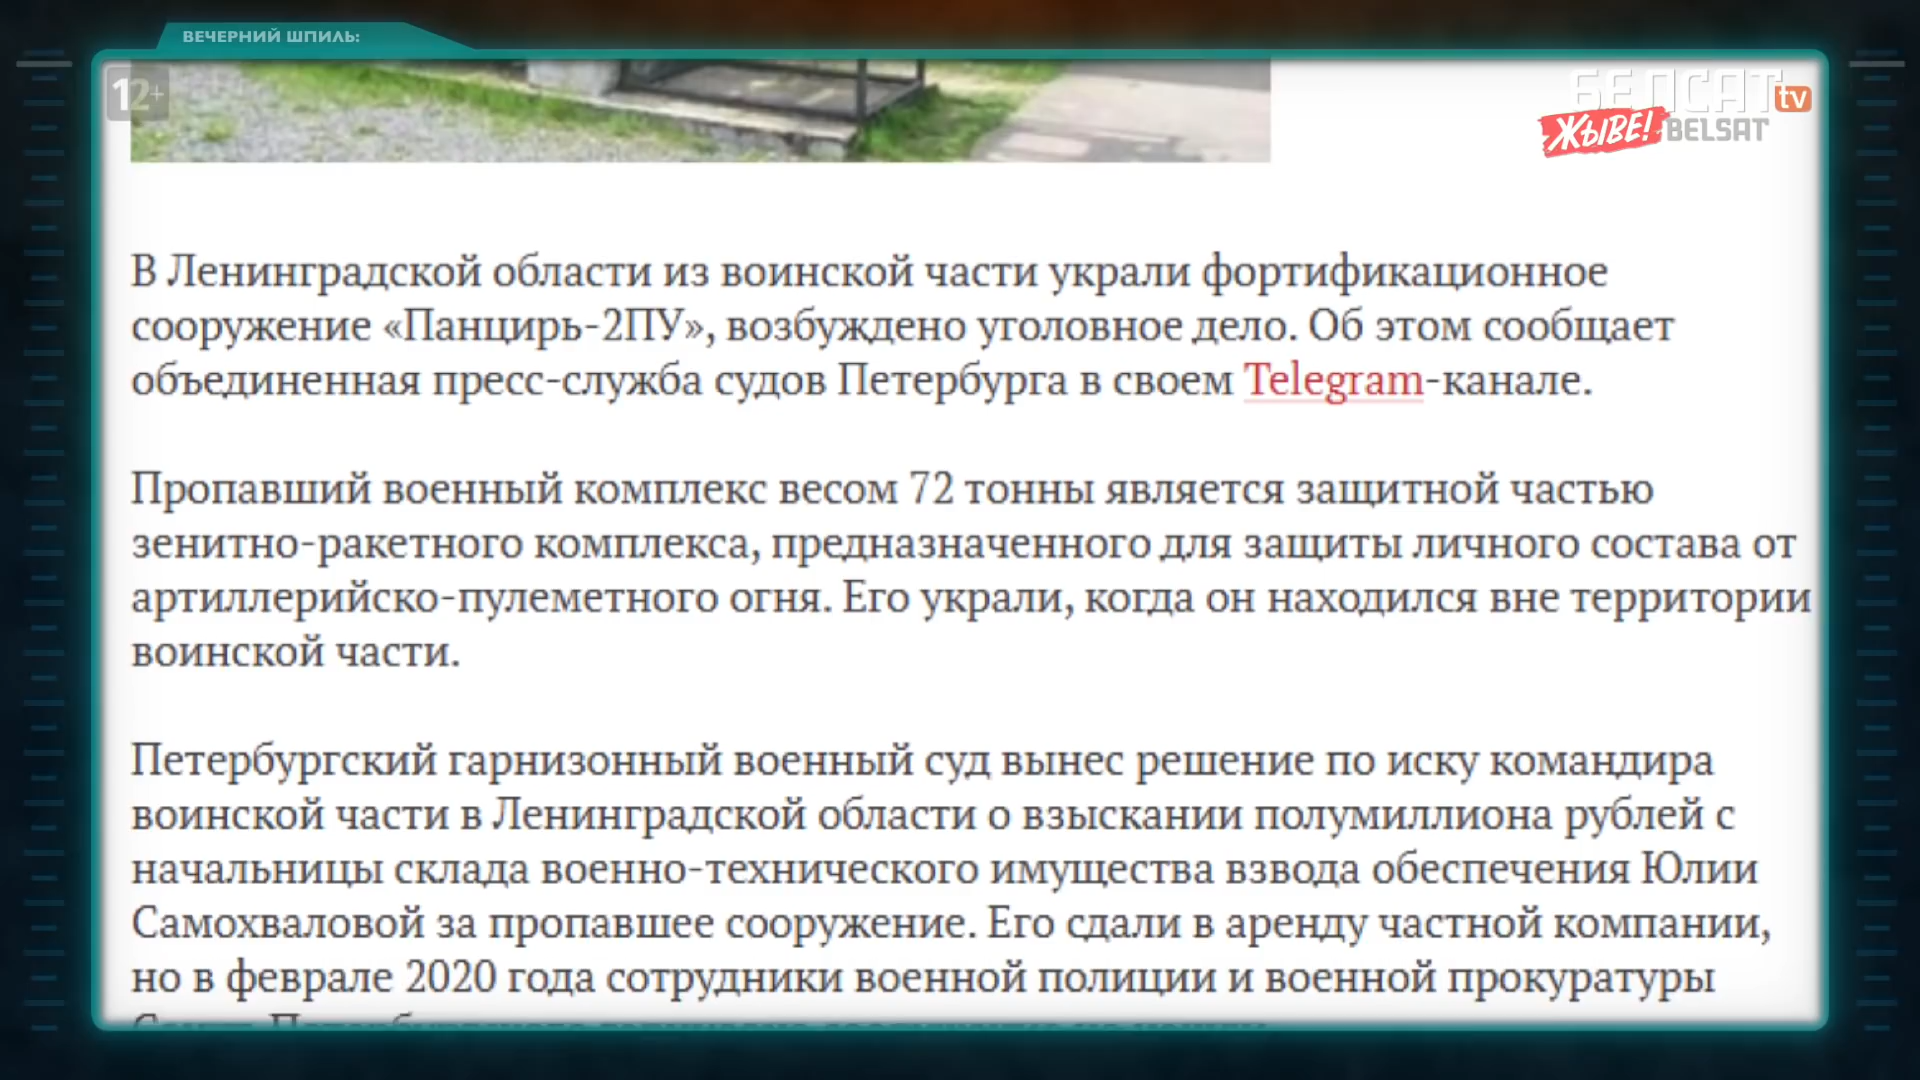 ВЕЧЕРНИЙ ШПИЛЬ:
12+
БЕЛСАТ tv
ЖЫВЕ! BELSAT
В Ленинградской области из воинской части украли фортификационное
сооружение «Панцирь-2ПУ», возбуждено уголовное дело. Об этом сообщает
объединенная пресс-служба судов Петербурга в своем Telegram-канале.
Пропавший военный комплекс весом 72 тонны является защитной частью
зенитно-ракетного комплекса, предназначенного для защиты личного состава от
артиллерийско-пулеметного огня. Его украли, когда он находился вне территории
воинской части.
Петербургский гарнизонный военный суд вынес решение по иску командира
воинской части в Ленинградской области о взыскании полумиллиона рублей с
начальницы склада военно-технического имущества взвода обеспечения Юлии
Самохваловой за пропавшее сооружение. Его сдали в аренду частной компании,
но в феврале 2020 года сотрудники военной полиции и военной прокуратуры